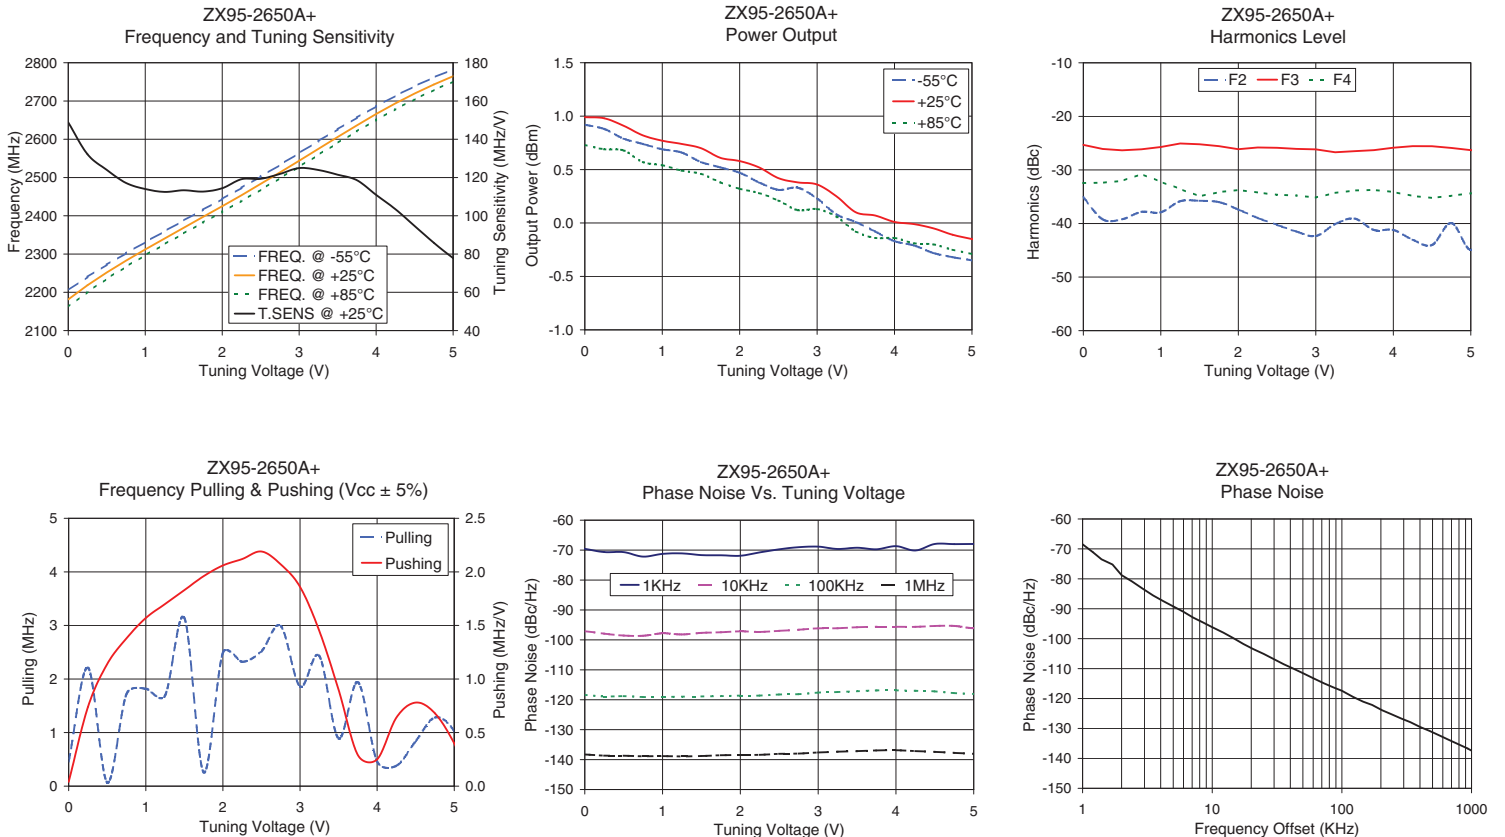 ZX95-2650A+
Frequency and Tuning Sensitivity
2800
2700
2600
2500
2400
2300
2200
2100
Frequency (MHz)
180
160
140
120
100
80
60
40
Tuning Sensitivity (MHz/V)
FREQ. @ -55°C
FREQ. @ +25°C
FREQ. @ +85°C
T.SENS @ +25°C
0 1 2 3 4 5
Tuning Voltage (V)
ZX95-2650A+
Power Output
1.5
1.0
0.5
0.0
-0.5
-1.0
Output Power (dBm)
-55°C
+25°C
+85°C
0 1 2 3 4 5
Tuning Voltage (V)
ZX95-2650A+
Harmonics Level
-10
-20
-30
-40
-50
-60
Harmonics (dBc)
F2 F3 F4
0 1 2 3 4 5
Tuning Voltage (V)
ZX95-2650A+
Frequency Pulling & Pushing (Vcc ± 5%)
5
4
3
2
1
0
Pulling (MHz)
2.5
2.0
1.5
1.0
0.5
0.0
Pushing (MHz/V)
Pulling
Pushing
0 1 2 3 4 5
Tuning Voltage (V)
ZX95-2650A+
Phase Noise Vs. Tuning Voltage
-60
-70
-80
-90
-100
-110
-120
-130
-140
-150
Phase Noise (dBc/Hz)
1KHz 10KHz 100KHz 1MHz
0 1 2 3 4 5
Tuning Voltage (V)
ZX95-2650A+
Phase Noise
-60
-70
-80
-90
-100
-110
-120
-130
-140
-150
Phase Noise (dBc/Hz)
1 10 100 1000
Frequency Offset (KHz)